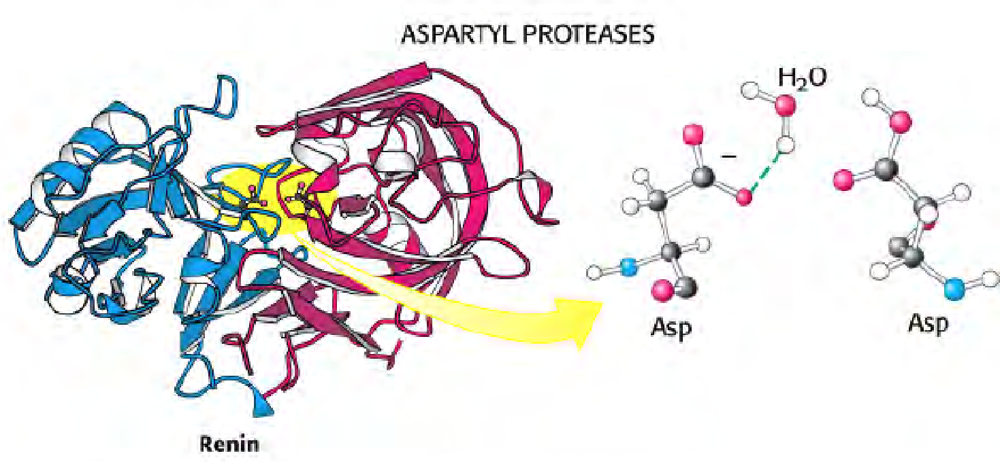 ASPARTYL PROTEASES
H₂O
−
Asp
Asp
Renin